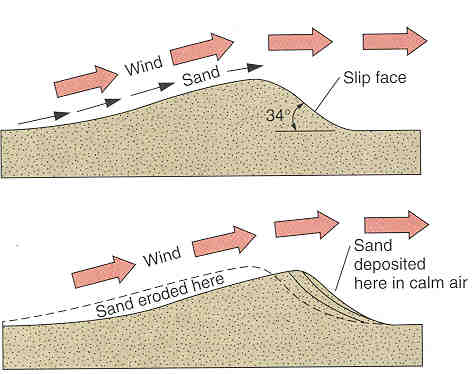 Wind
Sand
Slip face
34°
Wind
Sand eroded here
Sand
deposited
here in calm air